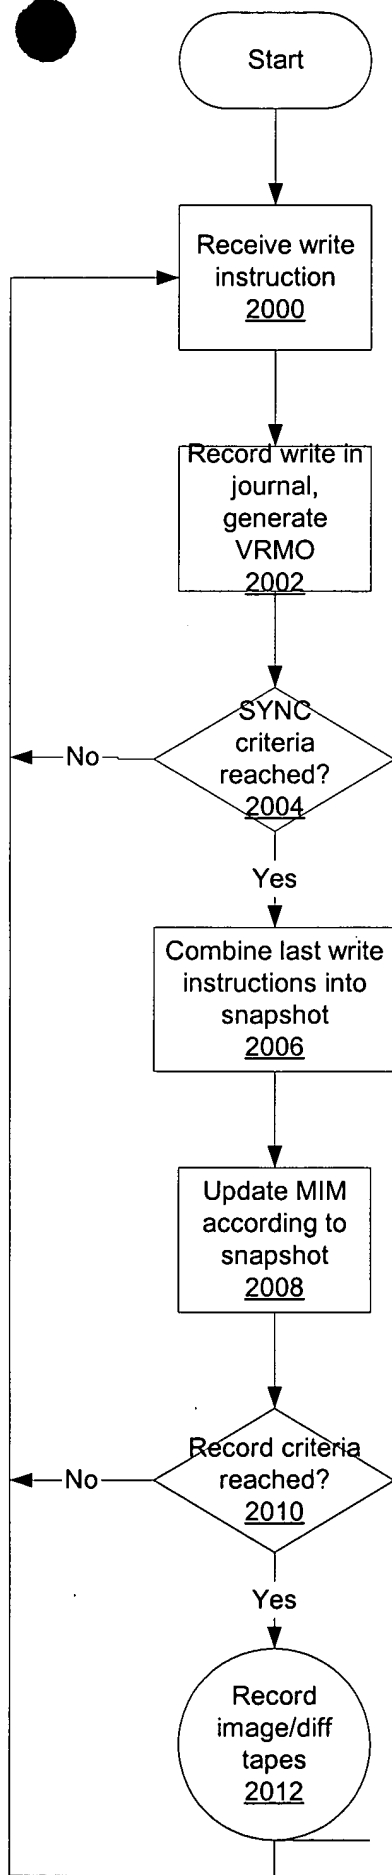 Start
Receive write
instruction
2000
Record write in
journal,
generate
VRMO
2002
SYNC
criteria
reached?
2004
No
Yes
Combine last write
instructions into
snapshot
2006
Update MIM
according to
snapshot
2008
Record criteria
reached?
2010
No
Yes
Record
image/diff
tapes
2012